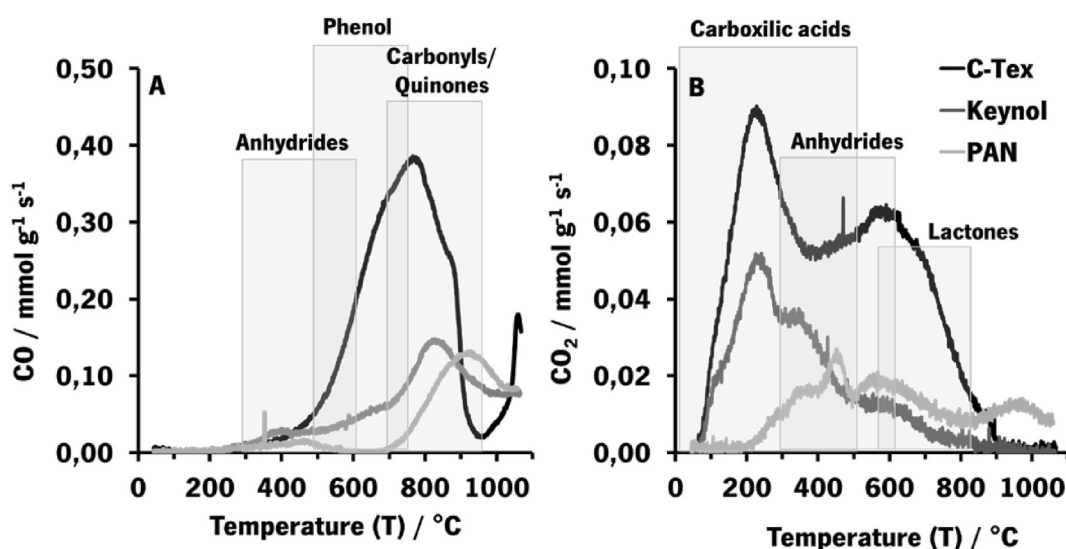 Phenol
Carbonyls/
Quinones
Anhydrides
A
0,50
0,40
0,30
0,20
0,10
0,00
CO / mmol g⁻¹ s⁻¹
0 200 400 600 800 1000
Temperature (T) / °C
Carboxilic acids
B
C-Tex
Keynol
PAN
Anhydrides
Lactones
0,10
0,08
0,06
0,04
0,02
0,00
CO₂ / mmol g⁻¹ s⁻¹
0 200 400 600 800 1000
Temperature (T) / °C